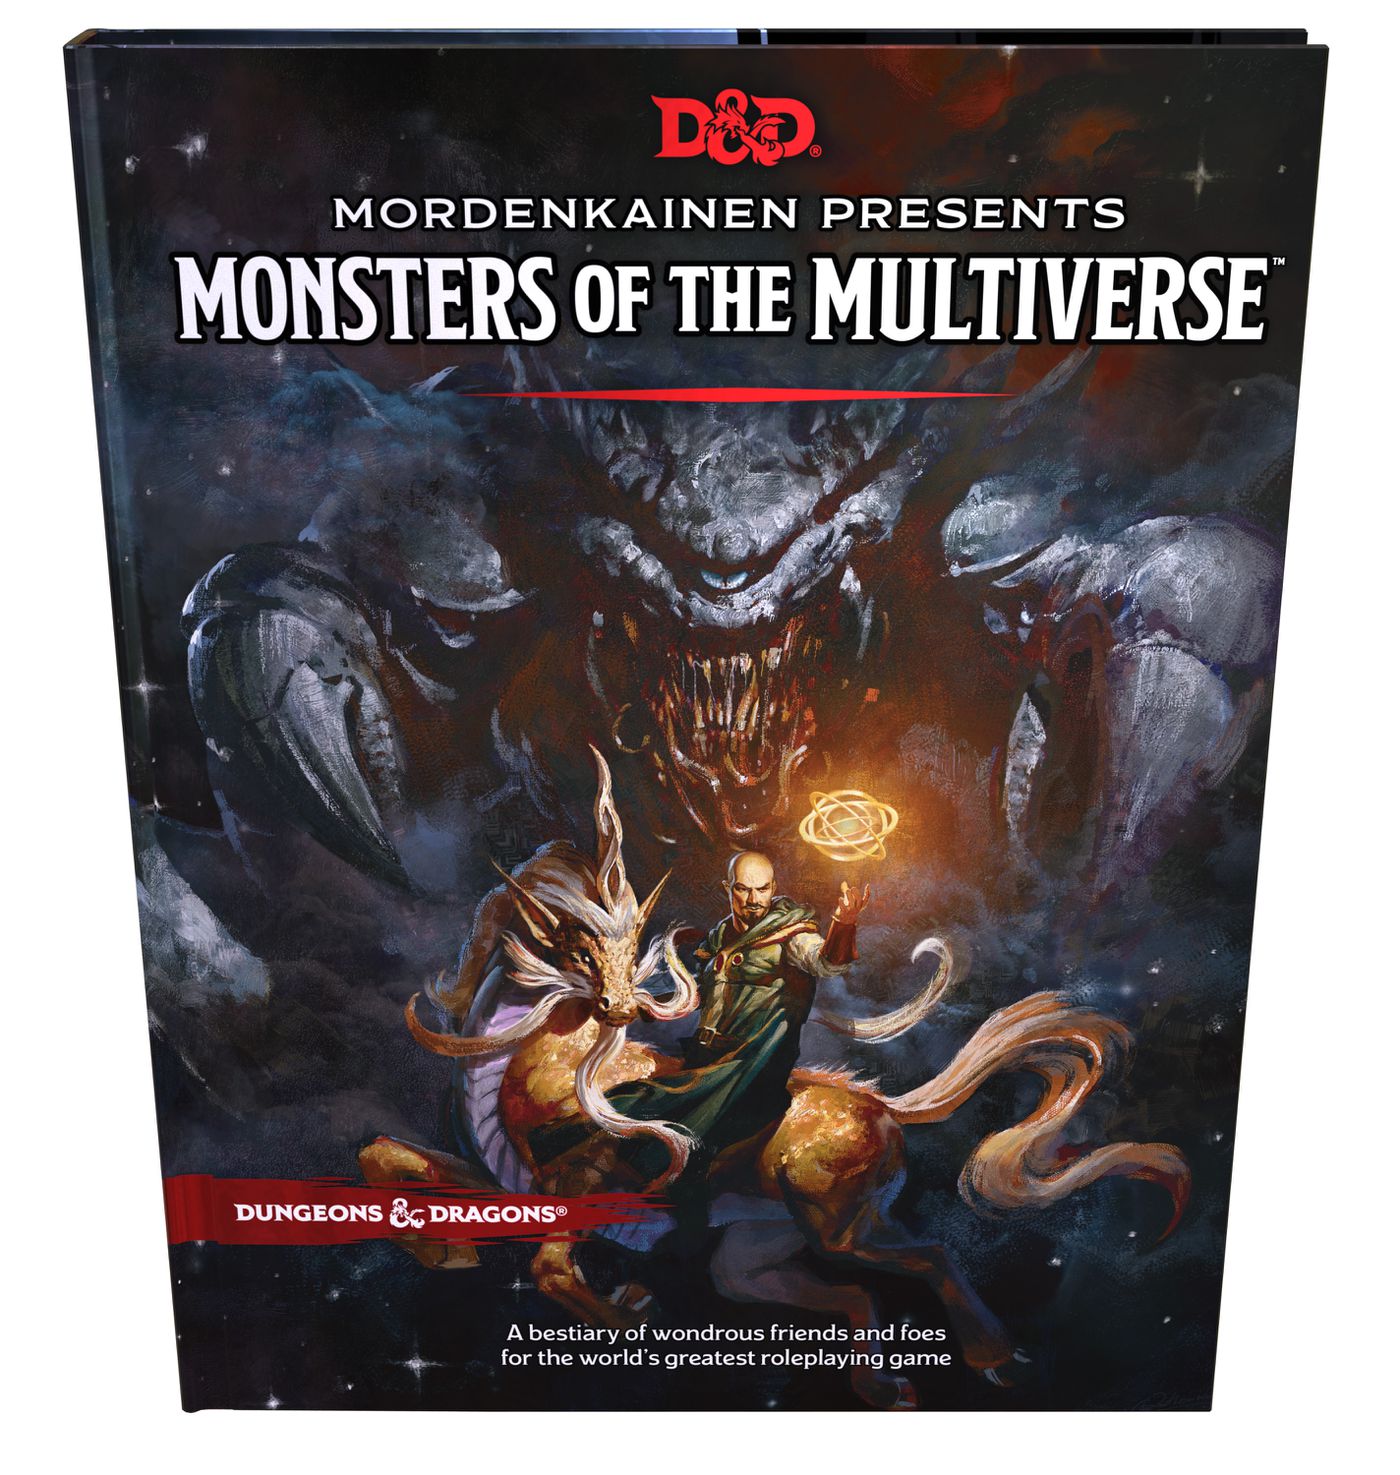 D&D®
MORDENKAINEN PRESENTS
MONSTERS OF THE MULTIVERSE™
DUNGEONS & DRAGONS®
A bestiary of wondrous friends and foes
for the world's greatest roleplaying game